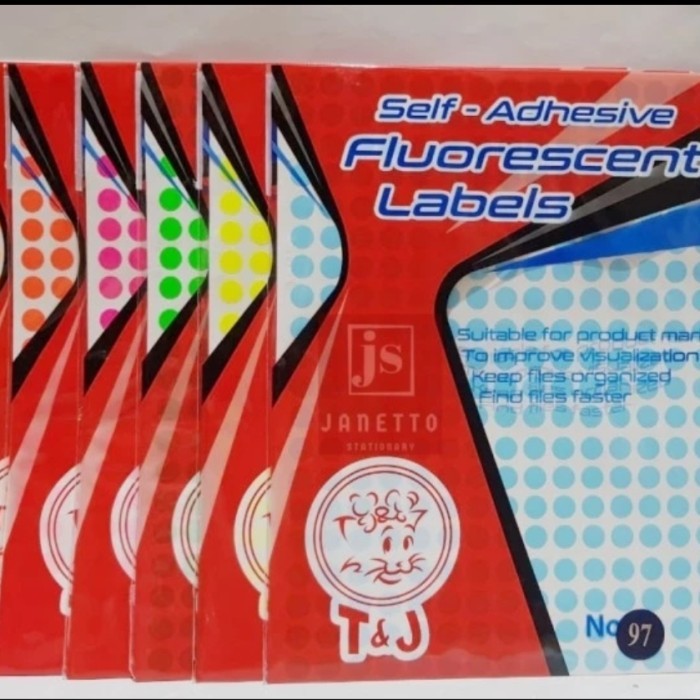 Self - Adhesive
Fluorescent
Labels
Suitable for product mar
To improve visualization
Keep files organized
Find files faster
js
JANETTO
STATIONARY
T&J
No
97